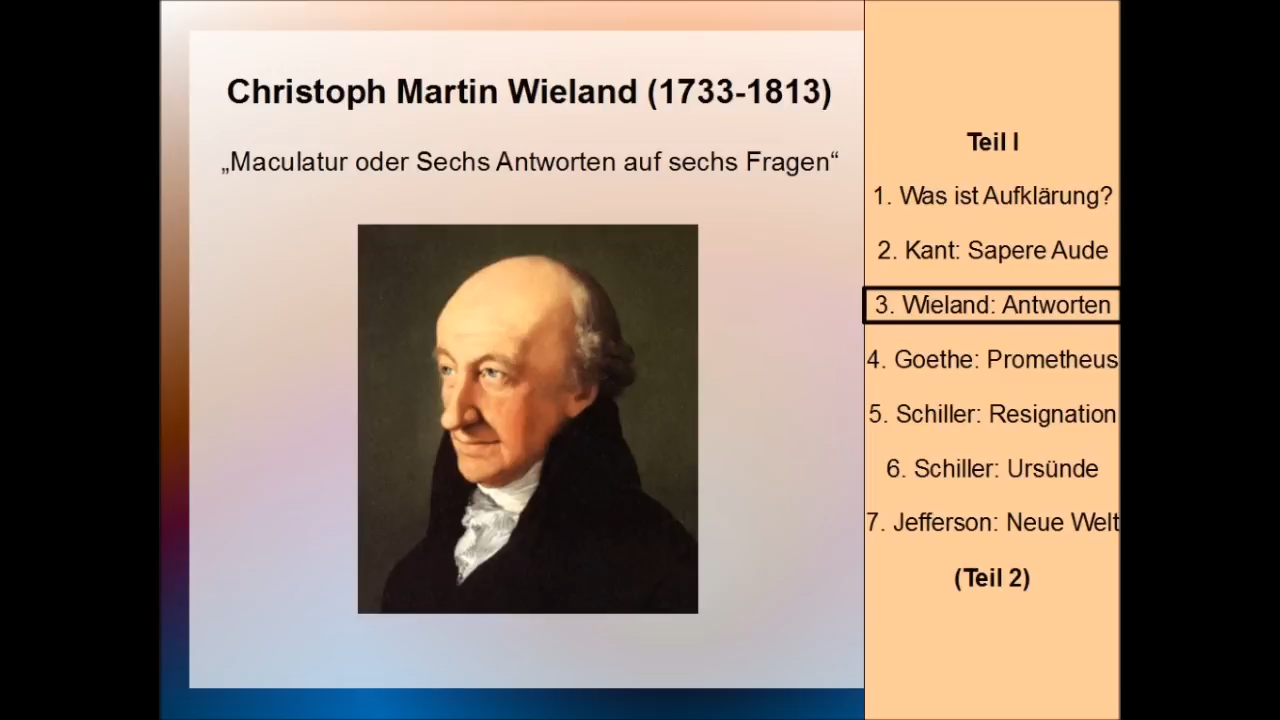 Christoph Martin Wieland (1733-1813)
„Maculatur oder Sechs Antworten auf sechs Fragen“
Teil I
1. Was ist Aufklärung?
2. Kant: Sapere Aude
3. Wieland: Antworten
4. Goethe: Prometheus
5. Schiller: Resignation
6. Schiller: Ursünde
7. Jefferson: Neue Welt
(Teil 2)